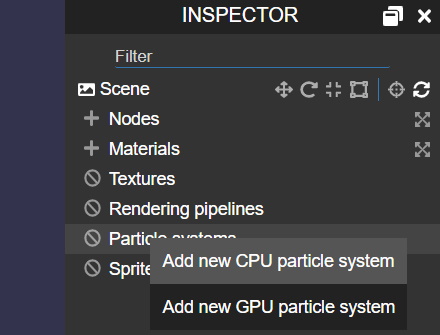 INSPECTOR
Filter
Scene
Nodes
Materials
Textures
Rendering pipelines
Particle systems
Add new CPU particle system
Sprite
Add new GPU particle system